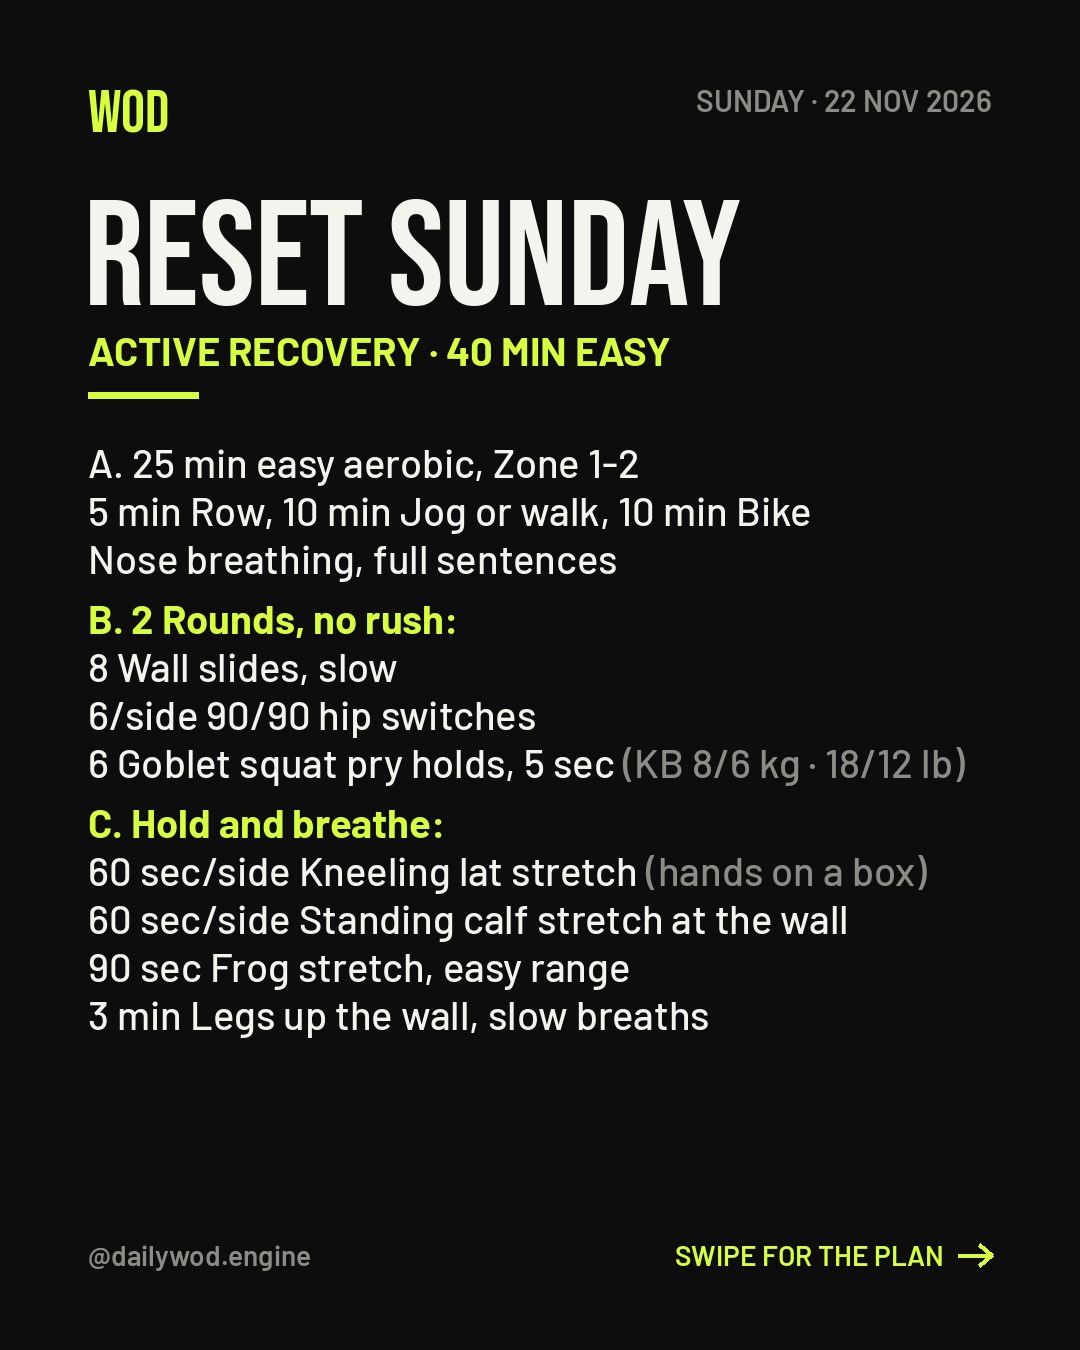 WOD
SUNDAY · 22 NOV 2026
RESET SUNDAY
ACTIVE RECOVERY · 40 MIN EASY
A. 25 min easy aerobic, Zone 1-2
5 min Row, 10 min Jog or walk, 10 min Bike
Nose breathing, full sentences
B. 2 Rounds, no rush:
8 Wall slides, slow
6/side 90/90 hip switches
6 Goblet squat pry holds, 5 sec (KB 8/6 kg · 18/12 lb)
C. Hold and breathe:
60 sec/side Kneeling lat stretch (hands on a box)
60 sec/side Standing calf stretch at the wall
90 sec Frog stretch, easy range
3 min Legs up the wall, slow breaths
@dailywod.engine
SWIPE FOR THE PLAN →